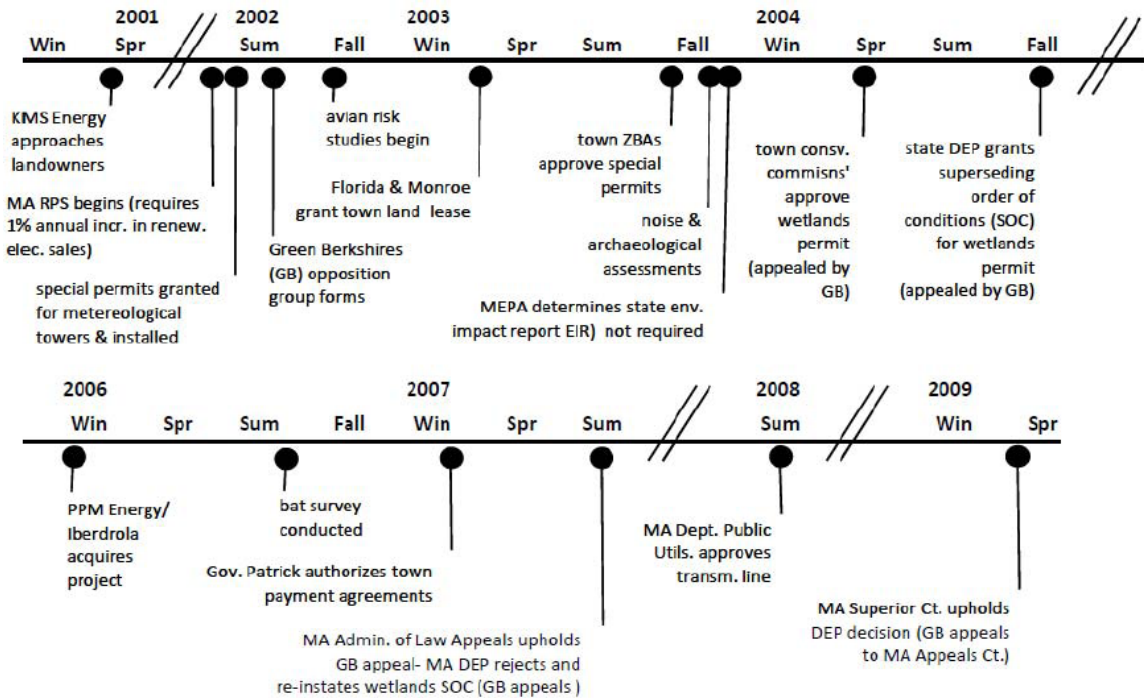 2001 2002 2003 2004
Win Spr Sum Fall Win Spr Sum Fall Win Spr Sum Fall
KIMS Energy
approaches
landowners
MA RPS begins (requires
1% annual incr. in renew.
elec. sales)
special permits granted
for metereological
towers & installed
Green Berkshires
(GB) opposition
group forms
avian risk
studies begin
Florida & Monroe
grant town land lease
town ZBAs
approve special
permits
noise &
archaeological
assessments
MEPA determines state env.
impact report EIR) not required
town consv.
commisns'
approve
wetlands
permit
(appealed by
GB)
state DEP grants
superseding
order of
conditions (SOC)
for wetlands
permit
(appealed by GB)
2006 2007 2008 2009
Win Spr Sum Fall Win Spr Sum Sum Win Spr
PPM Energy/
Iberdrola
acquires
project
bat survey
conducted
Gov. Patrick authorizes town
payment agreements
MA Admin. of Law Appeals upholds
GB appeal- MA DEP rejects and
re-instates wetlands SOC (GB appeals )
MA Dept. Public
Utils. approves
transm. line
MA Superior Ct. upholds
DEP decision (GB appeals
to MA Appeals Ct.)